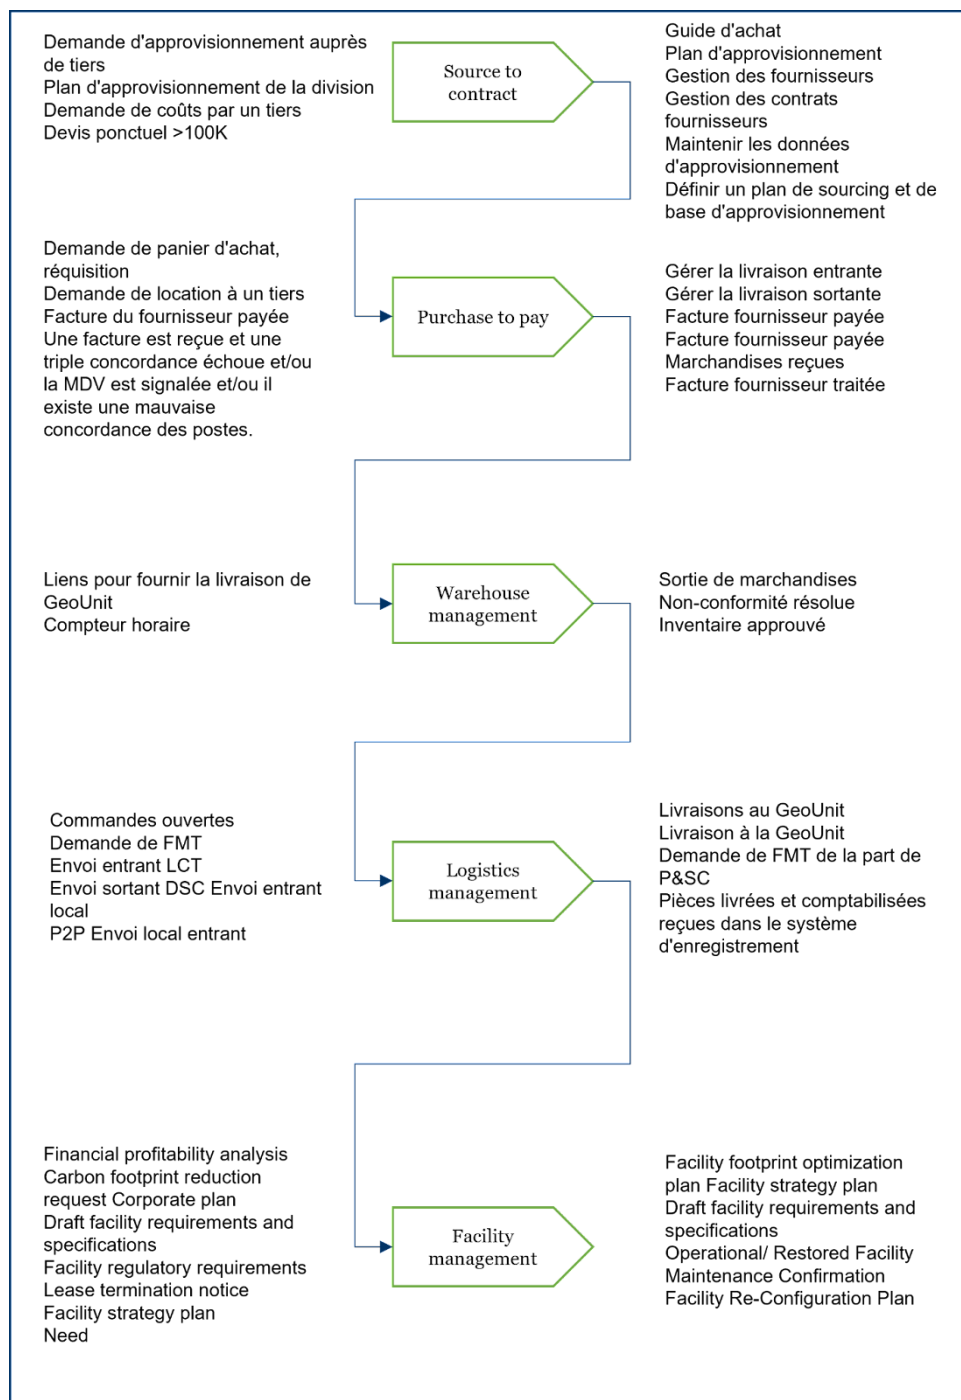 Demande d'approvisionnement auprès
de tiers
Plan d'approvisionnement de la division
Demande de coûts par un tiers
Devis ponctuel >100K
Source to
contract
Guide d'achat
Plan d'approvisionnement
Gestion des fournisseurs
Gestion des contrats
fournisseurs
Maintenir les données
d'approvisionnement
Définir un plan de sourcing et de
base d'approvisionnement
Demande de panier d'achat,
réquisition
Demande de location à un tiers
Facture du fournisseur payée
Une facture est reçue et une
triple concordance échoue et/ou
la MDV est signalée et/ou il
existe une mauvaise
concordance des postes.
Purchase to pay
Gérer la livraison entrante
Gérer la livraison sortante
Facture fournisseur payée
Facture fournisseur payée
Marchandises reçues
Facture fournisseur traitée
Liens pour fournir la livraison de
GeoUnit
Compteur horaire
Warehouse
management
Sortie de marchandises
Non-conformité résolue
Inventaire approuvé
Commandes ouvertes
Demande de FMT
Envoi entrant LCT
Envoi sortant DSC Envoi entrant
local
P2P Envoi local entrant
Logistics
management
Livraisons au GeoUnit
Livraison à la GeoUnit
Demande de FMT de la part de
P&SC
Pièces livrées et comptabilisées
reçues dans le système
d'enregistrement
Financial profitability analysis
Carbon footprint reduction
request Corporate plan
Draft facility requirements and
specifications
Facility regulatory requirements
Lease termination notice
Facility strategy plan
Need
Facility
management
Facility footprint optimization
plan Facility strategy plan
Draft facility requirements and
specifications
Operational/ Restored Facility
Maintenance Confirmation
Facility Re-Configuration Plan